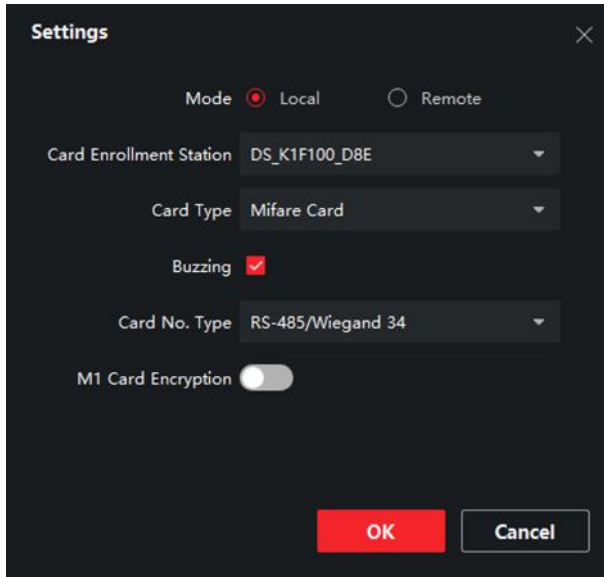 Settings
Mode Local Remote
Card Enrollment Station DS_K1F100_D8E
Card Type Mifare Card
Buzzing
Card No. Type RS-485/Wiegand 34
M1 Card Encryption
OK Cancel